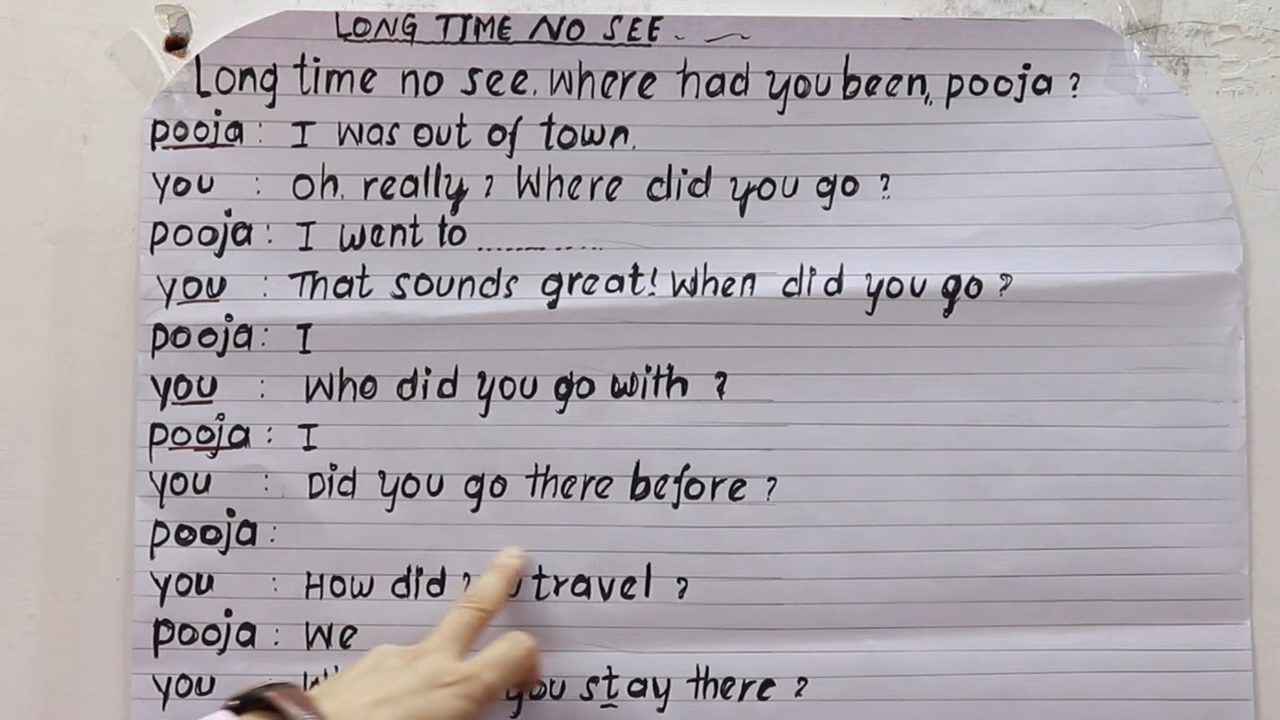 LONG TIME NO SEE.
Long time no see. Where had you been, pooja ?
pooja : I was out of town.
you : Oh. really ? Where did you go ?
pooja : I went to ............
you : That sounds great! When did you go ?
pooja : I
you : Who did you go with ?
pooja : I
you : Did you go there before ?
pooja :
you : How did travel ?
pooja : We
you : you stay there ?